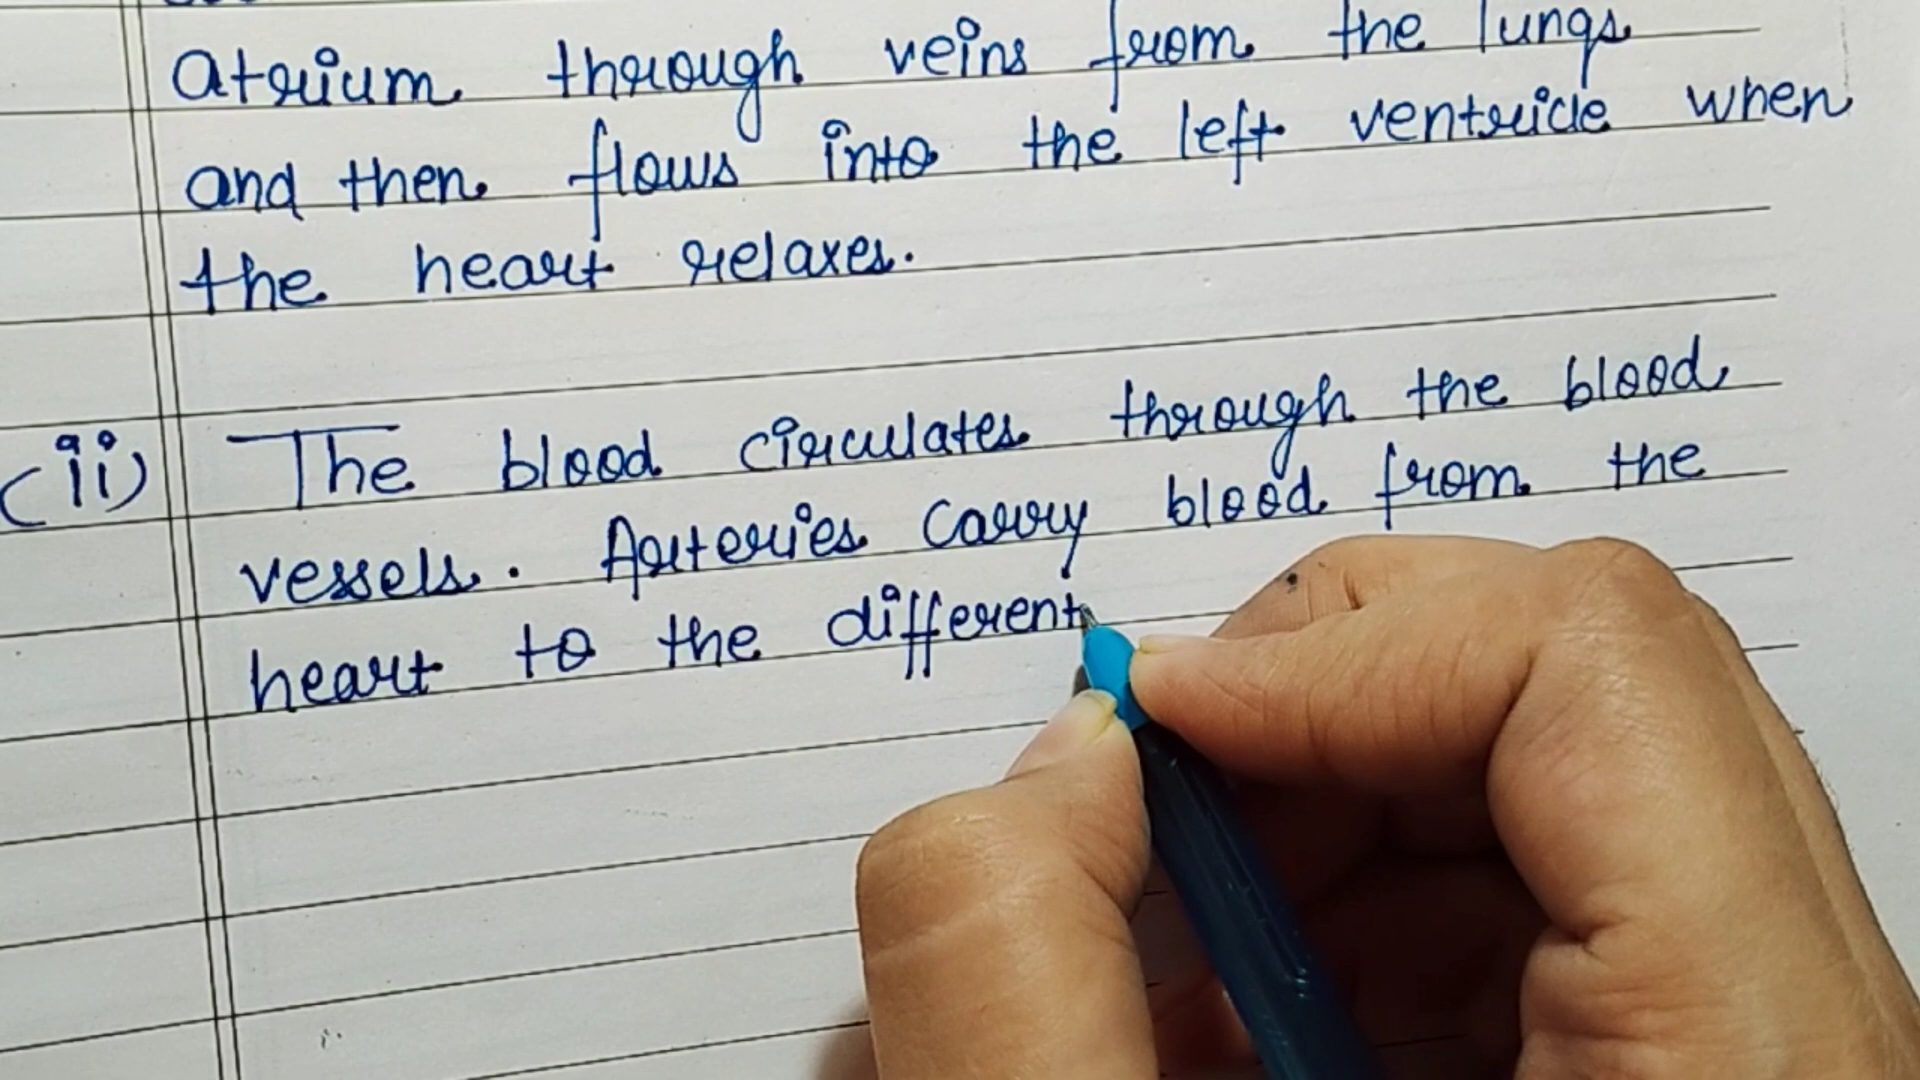 Atrium through veins from the lungs
and then flows into the left ventricle when
the heart relaxes.
(ii) The blood circulates through the blood
vessels. Arteries carry blood from the
heart to the different